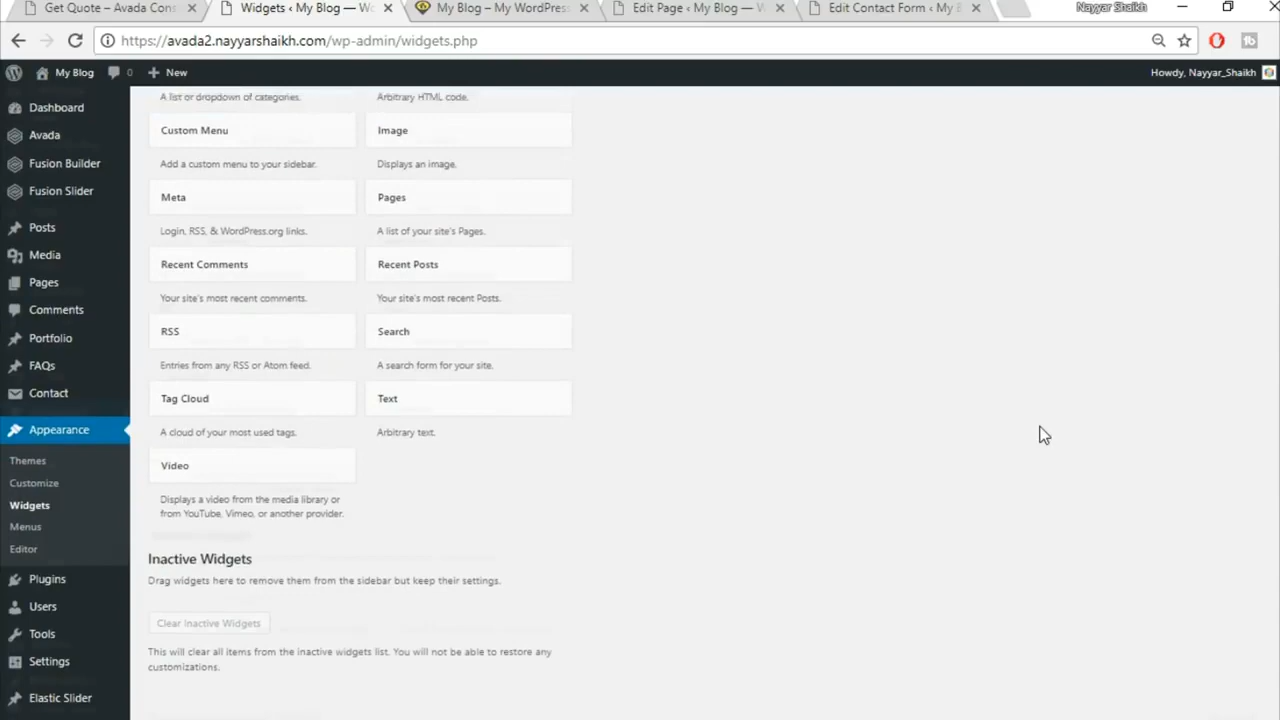 Get Quote – Avada Cons
Widgets ‹ My Blog — Wo
My Blog – My WordPress
Edit Page ‹ My Blog — W
Edit Contact Form ‹ My B
Nayyar Shaikh
https://avada2.nayyarshaikh.com/wp-admin/widgets.php
My Blog
0
New
Howdy, Nayyar_Shaikh
Dashboard
Avada
Fusion Builder
Fusion Slider
Posts
Media
Pages
Comments
Portfolio
FAQs
Contact
Appearance
Themes
Customize
Widgets
Menus
Editor
Plugins
Users
Tools
Settings
Elastic Slider
A list or dropdown of categories.
Arbitrary HTML code.
Custom Menu
Image
Add a custom menu to your sidebar.
Displays an image.
Meta
Pages
Login, RSS, & WordPress.org links.
A list of your site's Pages.
Recent Comments
Recent Posts
Your site's most recent comments.
Your site's most recent Posts.
RSS
Search
Entries from any RSS or Atom feed.
A search form for your site.
Tag Cloud
Text
A cloud of your most used tags.
Arbitrary text.
Video
Displays a video from the media library or
from YouTube, Vimeo, or another provider.
Inactive Widgets
Drag widgets here to remove them from the sidebar but keep their settings.
Clear Inactive Widgets
This will clear all items from the inactive widgets list. You will not be able to restore any
customizations.